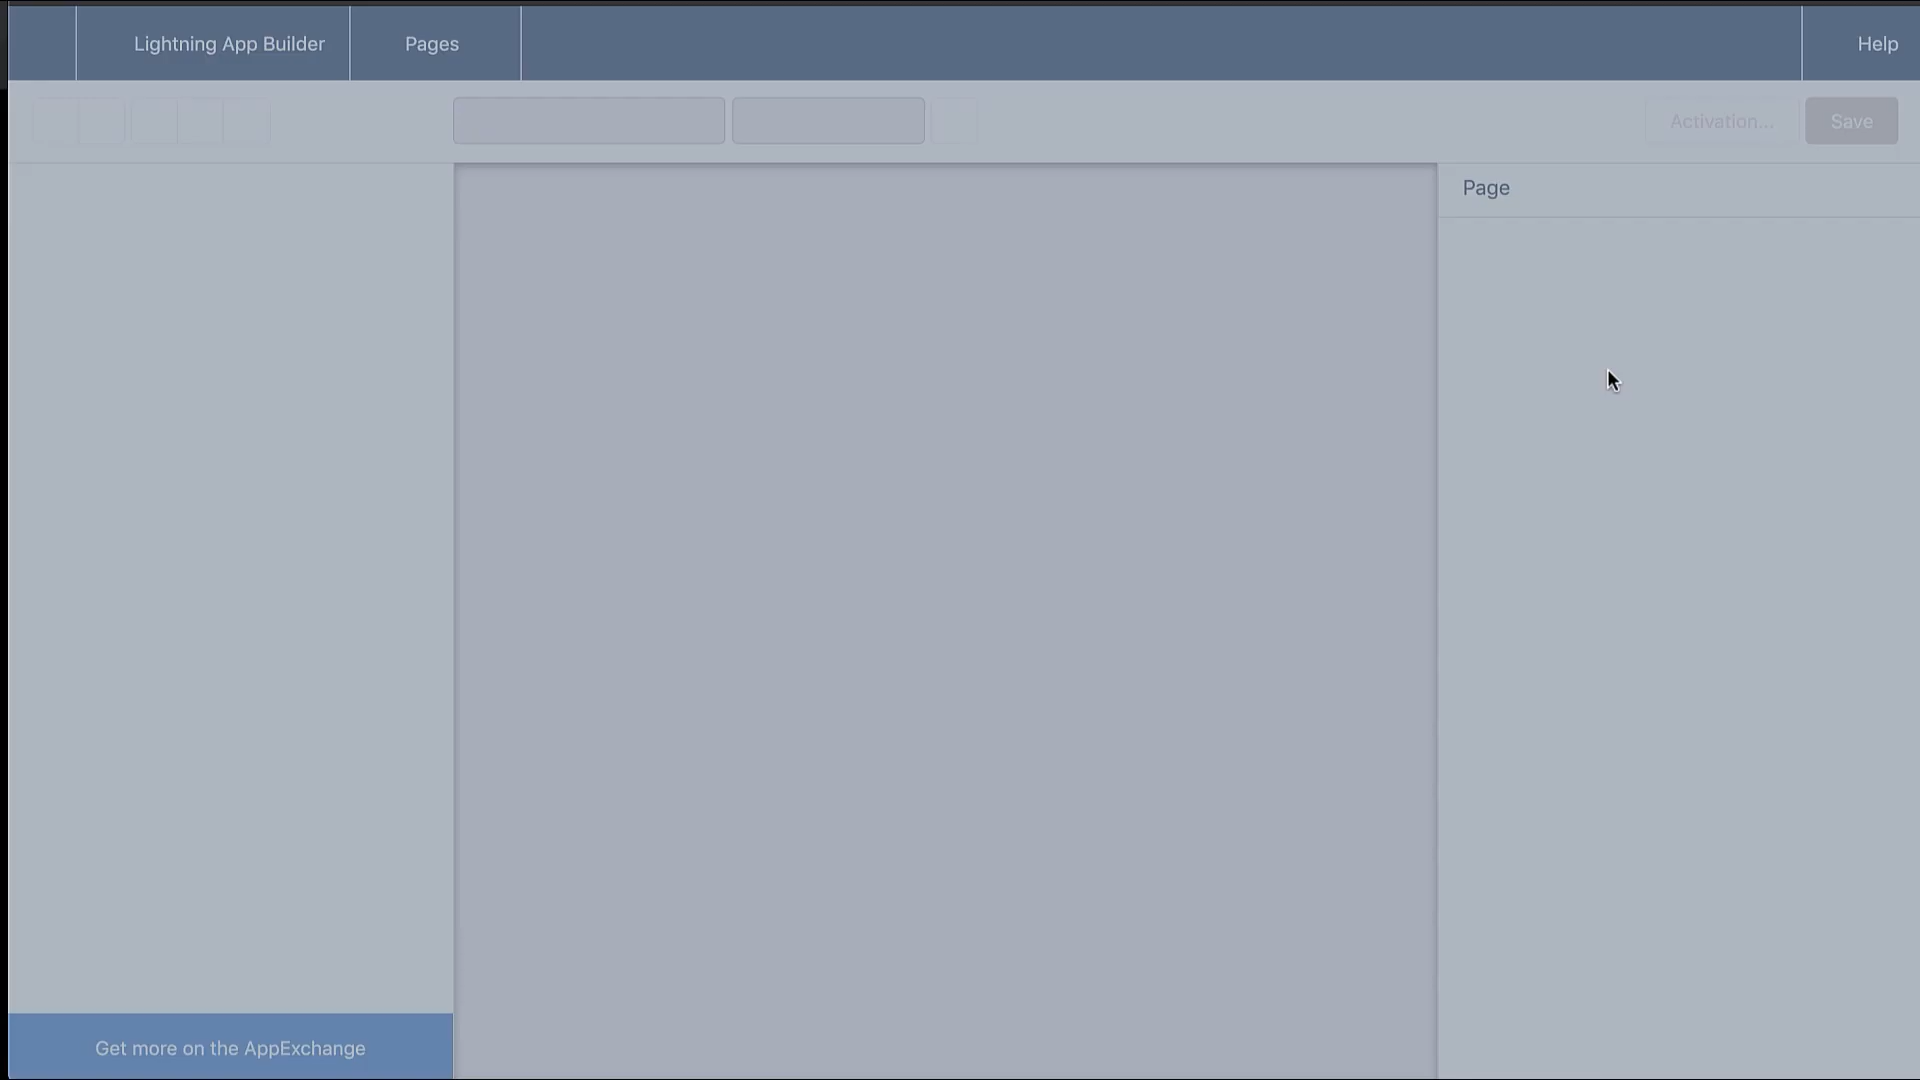 Lightning App Builder
Pages
Help
Activation...
Save
Page
Get more on the AppExchange